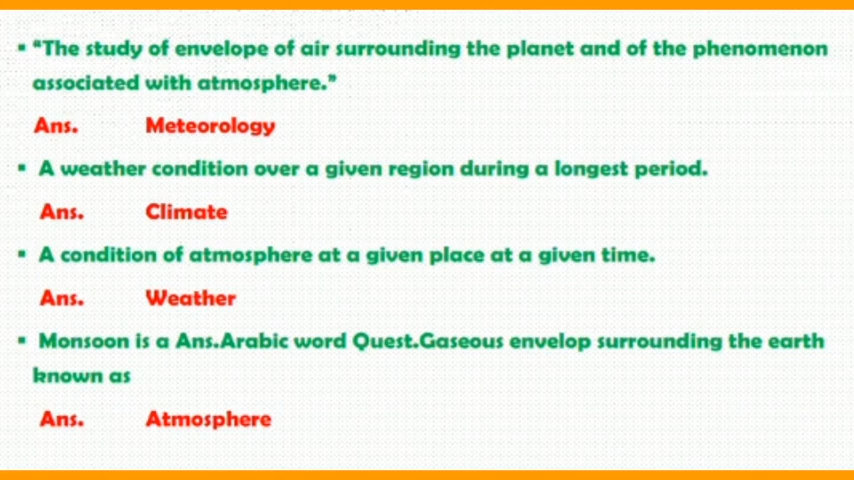 ▪ "The study of envelope of air surrounding the planet and of the phenomenon
associated with atmosphere."
Ans. Meteorology
▪ A weather condition over a given region during a longest period.
Ans. Climate
▪ A condition of atmosphere at a given place at a given time.
Ans. Weather
▪ Monsoon is a Ans.Arabic word Quest.Gaseous envelop surrounding the earth
known as
Ans. Atmosphere